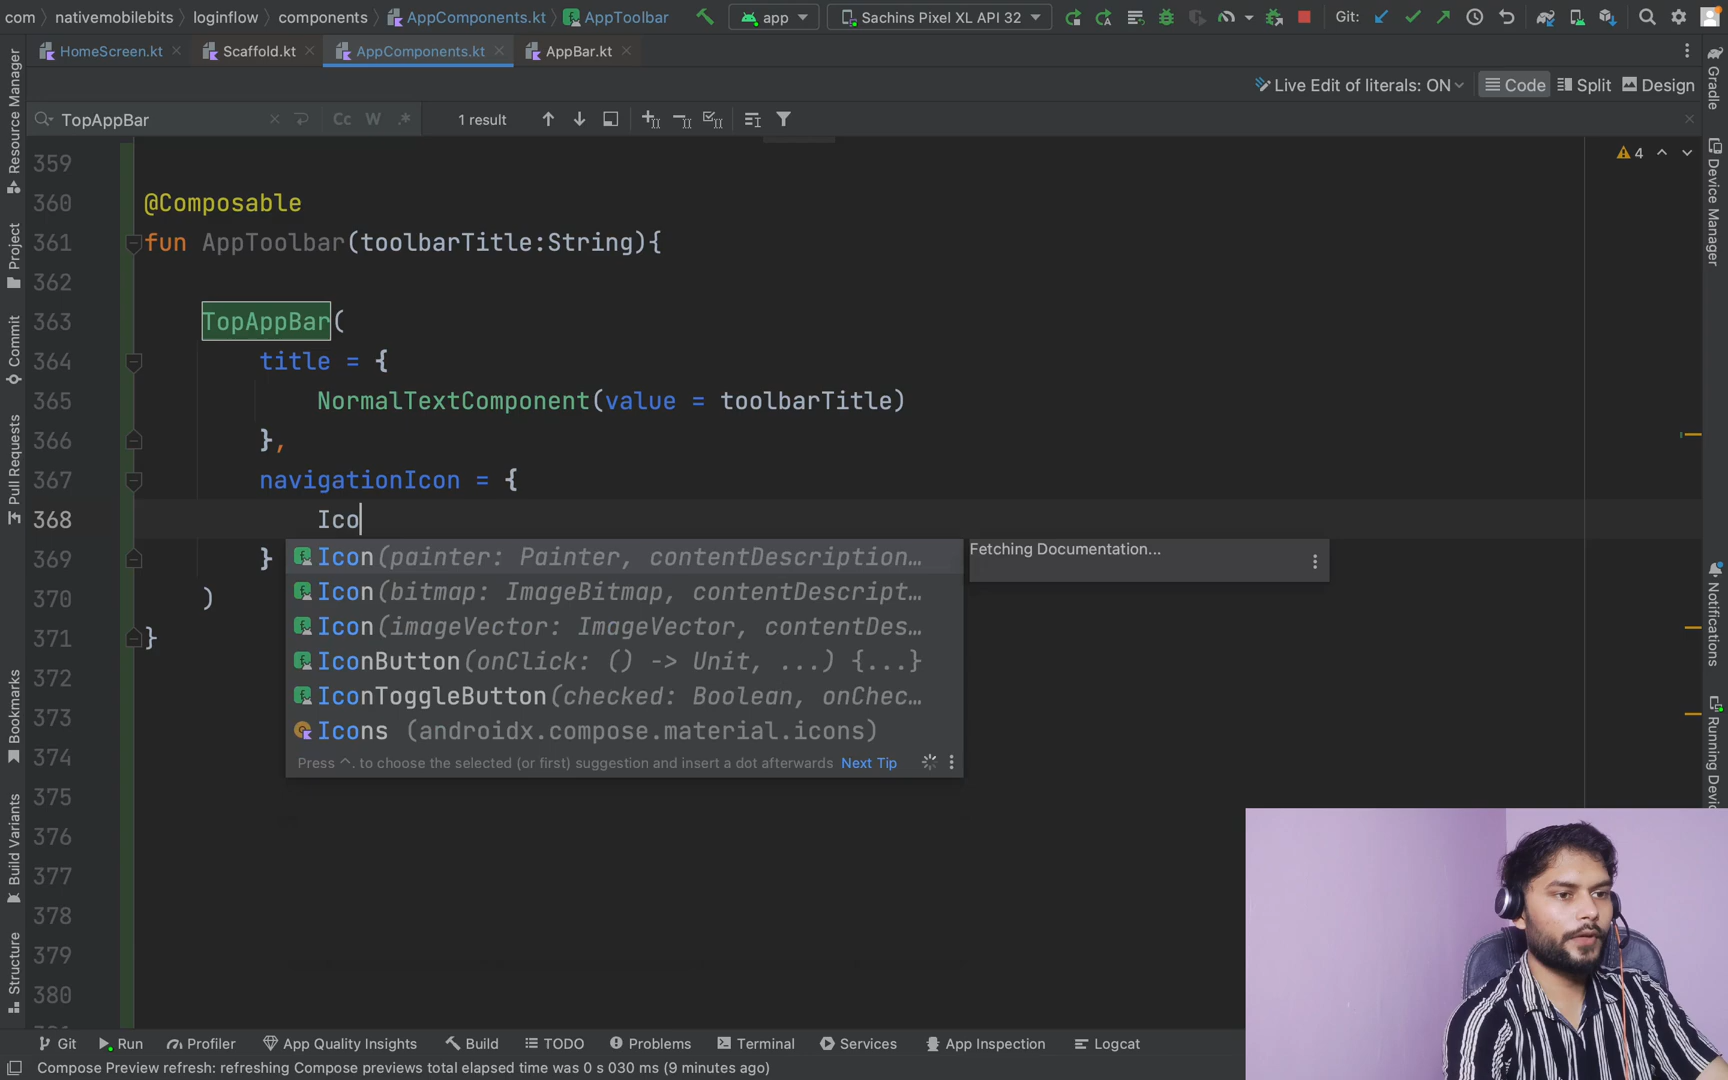 com > nativemobilebits > loginflow > components > AppComponents.kt > AppToolbar
app
Sachins Pixel XL API 32
Git:
HomeScreen.kt
Scaffold.kt
AppComponents.kt
AppBar.kt
Live Edit of literals: ON
Code
Split
Design
TopAppBar
Cc
W
.*
1 result
4
359
360 @Composable
361 fun AppToolbar(toolbarTitle:String){
362
363 TopAppBar(
364 title = {
365 NormalTextComponent(value = toolbarTitle)
366 },
367 navigationIcon = {
368 Ico
369 }
370 )
371 }
372
373
374
375
376
377
378
379
380
Icon(painter: Painter, contentDescription…
Icon(bitmap: ImageBitmap, contentDescript…
Icon(imageVector: ImageVector, contentDes…
IconButton(onClick: () -> Unit, ...) {...}
IconToggleButton(checked: Boolean, onChec…
Icons (androidx.compose.material.icons)
Press ^. to choose the selected (or first) suggestion and insert a dot afterwards Next Tip
Fetching Documentation...
Resource Manager
Project
Commit
Pull Requests
Bookmarks
Build Variants
Structure
Gradle
Device Manager
Notifications
Running Devi
Git
Run
Profiler
App Quality Insights
Build
TODO
Problems
Terminal
Services
App Inspection
Logcat
Compose Preview refresh: refreshing Compose previews total elapsed time was 0 s 030 ms (9 minutes ago)